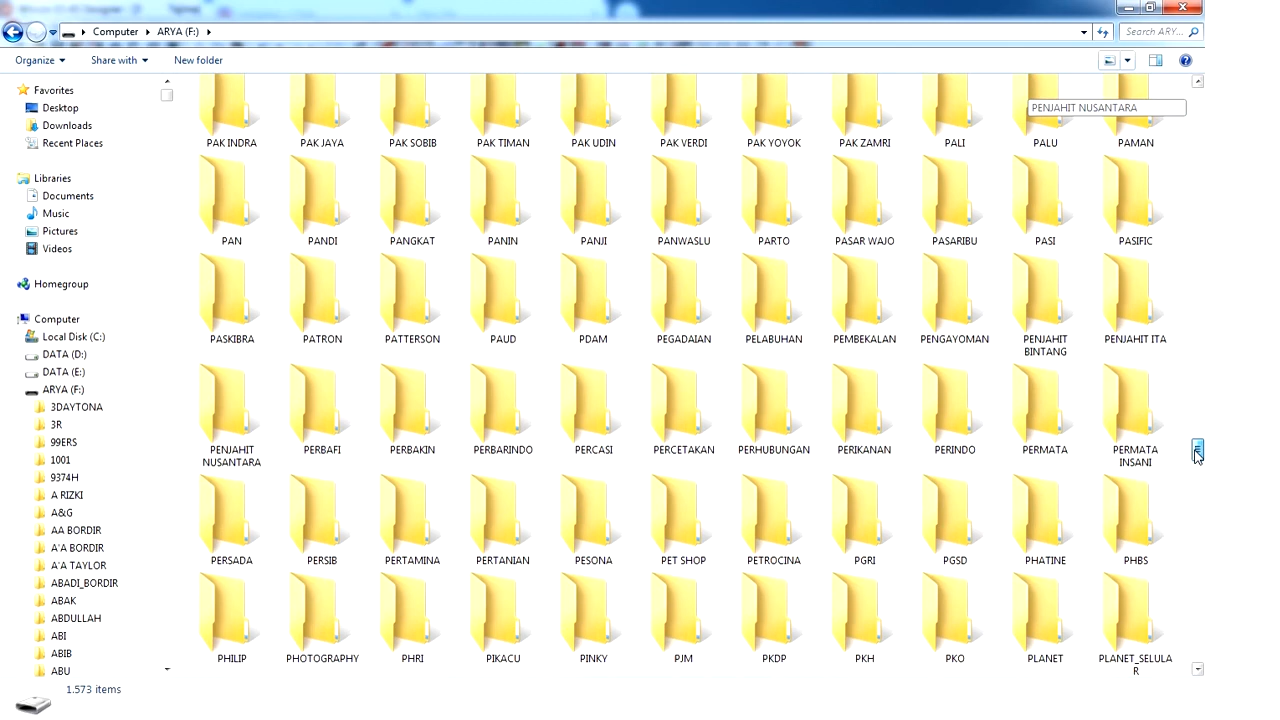 Computer ARYA (F:) Search ARY...
Organize Share with New folder
Favorites
Desktop
Downloads
Recent Places
Libraries
Documents
Music
Pictures
Videos
Homegroup
Computer
Local Disk (C:)
DATA (D:)
DATA (E:)
ARYA (F:)
3DAYTONA
3R
99ERS
1001
9374H
A RIZKI
A&G
AA BORDIR
A'A BORDIR
A'A TAYLOR
ABADI_BORDIR
ABAK
ABDULLAH
ABI
ABIB
ABU
PENJAHIT NUSANTARA
PAK INDRA PAK JAYA PAK SOBIB PAK TIMAN PAK UDIN PAK VERDI PAK YOYOK PAK ZAMRI PALI PALU PAMAN
PAN PANDI PANGKAT PANIN PANJI PANWASLU PARTO PASAR WAJO PASARIBU PASI PASIFIC
PASKIBRA PATRON PATTERSON PAUD PDAM PEGADAIAN PELABUHAN PEMBEKALAN PENGAYOMAN PENJAHIT BINTANG PENJAHIT ITA
PENJAHIT NUSANTARA PERBAFI PERBAKIN PERBARINDO PERCASI PERCETAKAN PERHUBUNGAN PERIKANAN PERINDO PERMATA PERMATA INSANI
PERSADA PERSIB PERTAMINA PERTANIAN PESONA PET SHOP PETROCINA PGRI PGSD PHATINE PHBS
PHILIP PHOTOGRAPHY PHRI PIKACU PINKY PJM PKDP PKH PKO PLANET PLANET_SELULAR
1.573 items